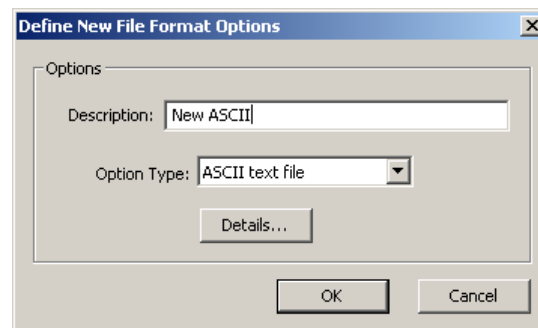 Define New File Format Options
Options
Description: New ASCII
Option Type: ASCII text file
Details...
OK Cancel